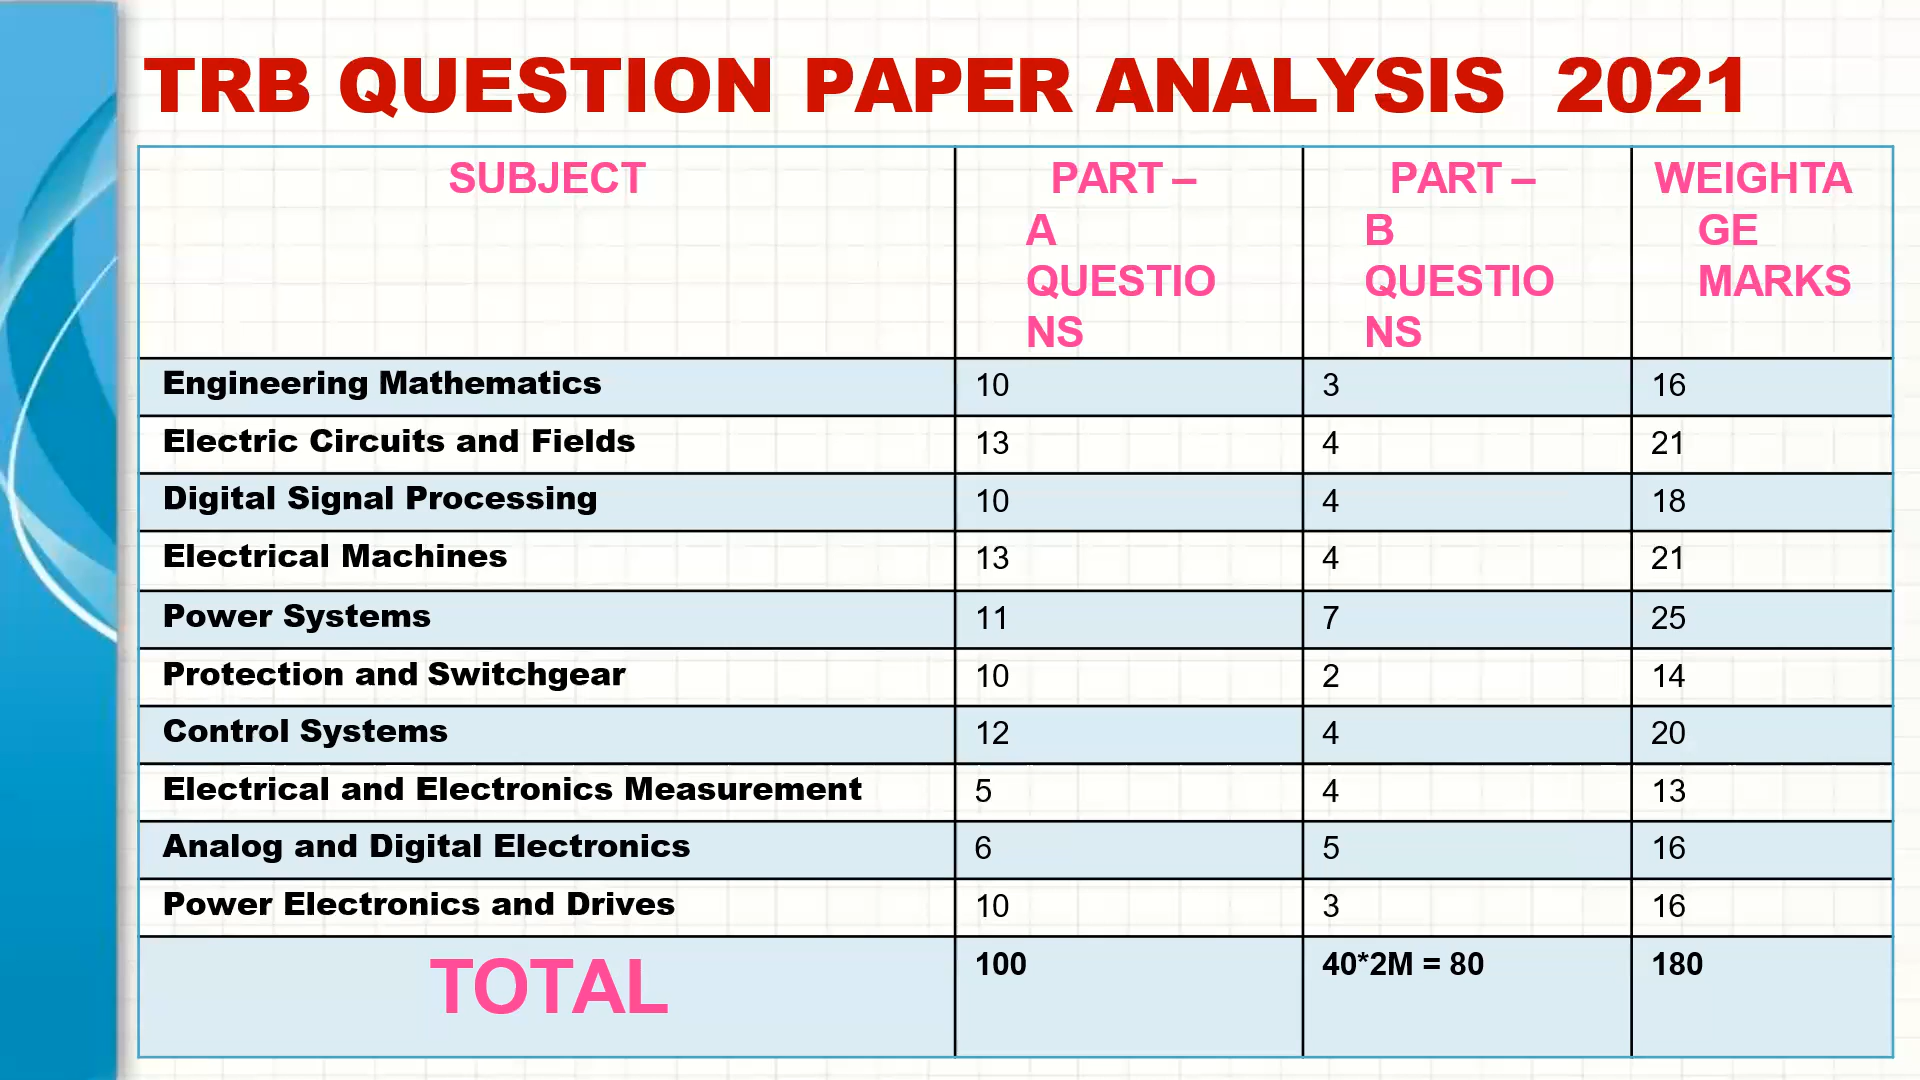 TRB QUESTION PAPER ANALYSIS 2021
SUBJECT
PART –
A
QUESTIO
NS
PART –
B
QUESTIO
NS
WEIGHTA
GE
MARKS
Engineering Mathematics 10 3 16
Electric Circuits and Fields 13 4 21
Digital Signal Processing 10 4 18
Electrical Machines 13 4 21
Power Systems 11 7 25
Protection and Switchgear 10 2 14
Control Systems 12 4 20
Electrical and Electronics Measurement 5 4 13
Analog and Digital Electronics 6 5 16
Power Electronics and Drives 10 3 16
TOTAL 100 40*2M = 80 180